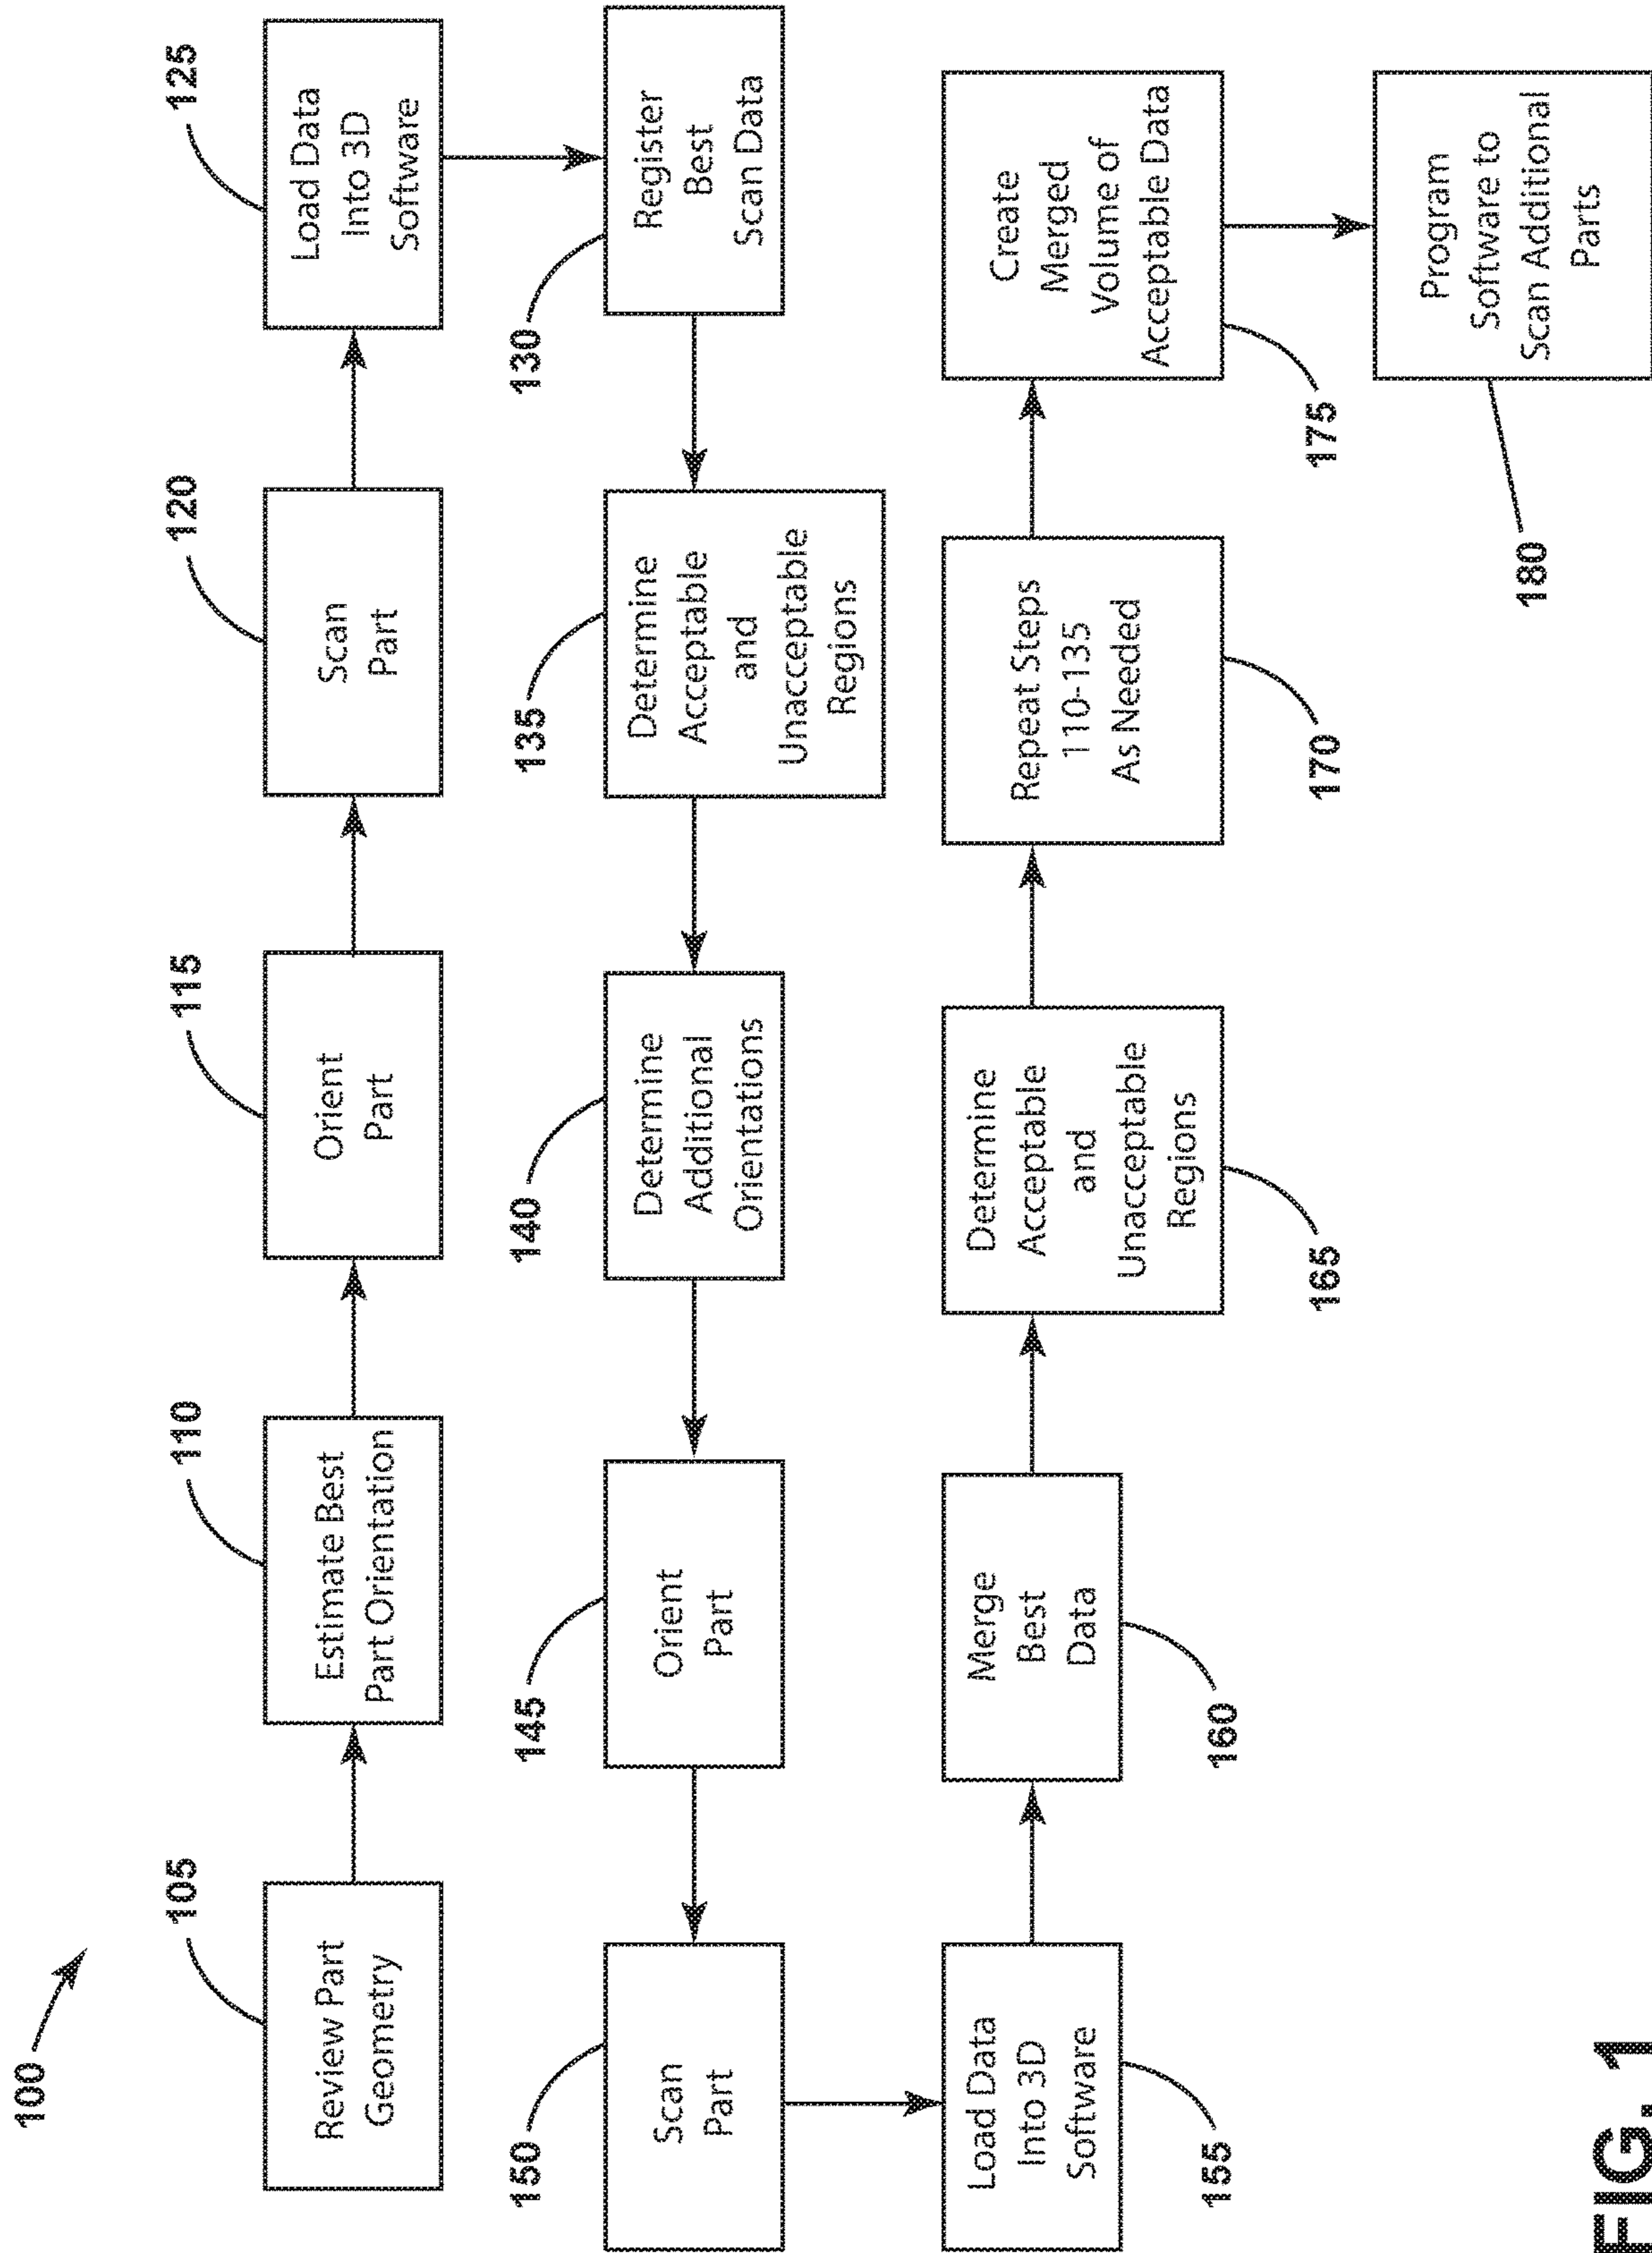 100
105
Review Part
Geometry
110
Estimate Best
Part Orientation
115
Orient
Part
120
Scan
Part
125
Load Data
Into 3D
Software
130
Register
Best
Scan Data
135
Determine
Acceptable
and
Unacceptable
Regions
140
Determine
Additional
Orientations
145
Orient
Part
150
Scan
Part
155
Load Data
Into 3D
Software
160
Merge
Best
Data
165
Determine
Acceptable
and
Unacceptable
Regions
170
Repeat Steps
110-135
As Needed
175
Create
Merged
Volume of
Acceptable Data
180
Program
Software to
Scan Additional
Parts
FIG. 1